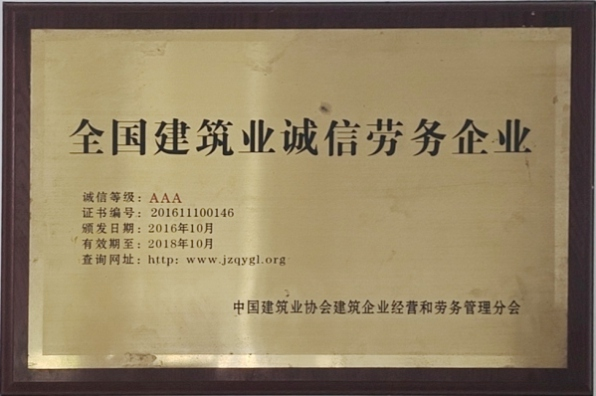 全国建筑业诚信劳务企业
诚信等级：AAA
证书编号：201611100146
颁发日期：2016年10月
有效期至：2018年10月
查询网址：http: www.jzqygl.org
中国建筑业协会建筑企业经营和劳务管理分会